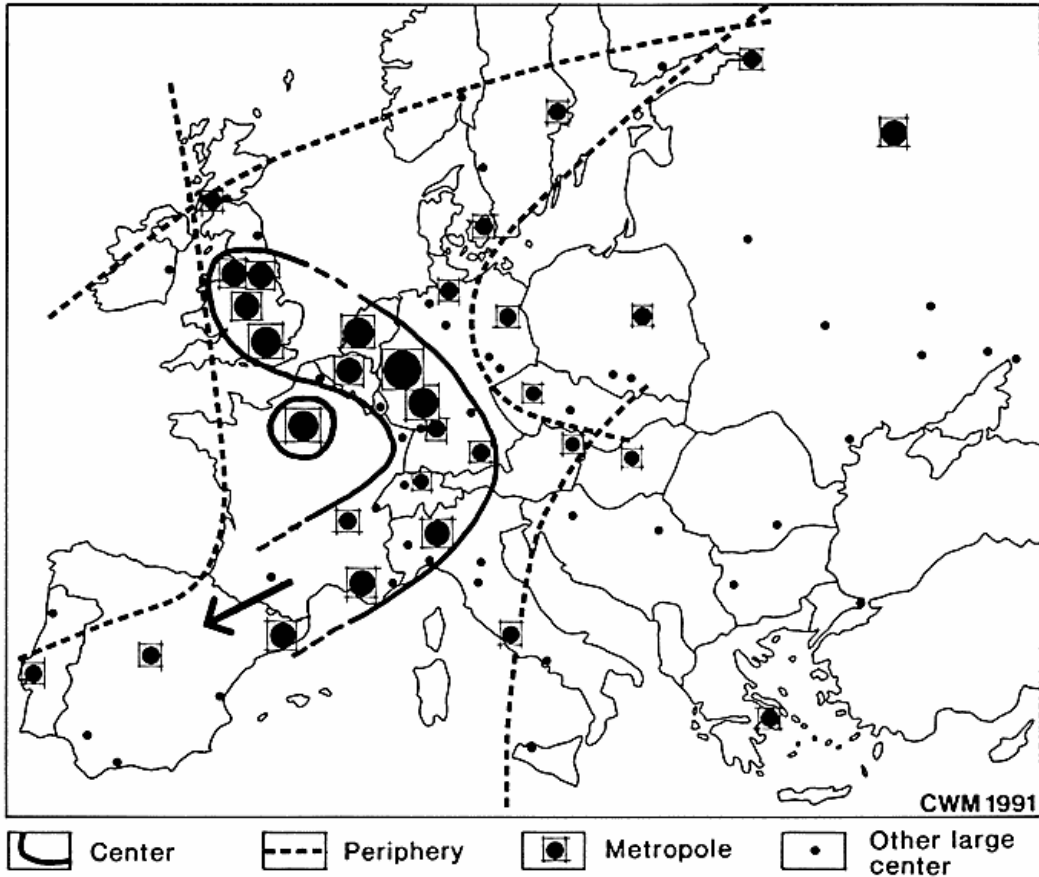 CWM 1991
Center
Periphery
Metropole
Other large
center